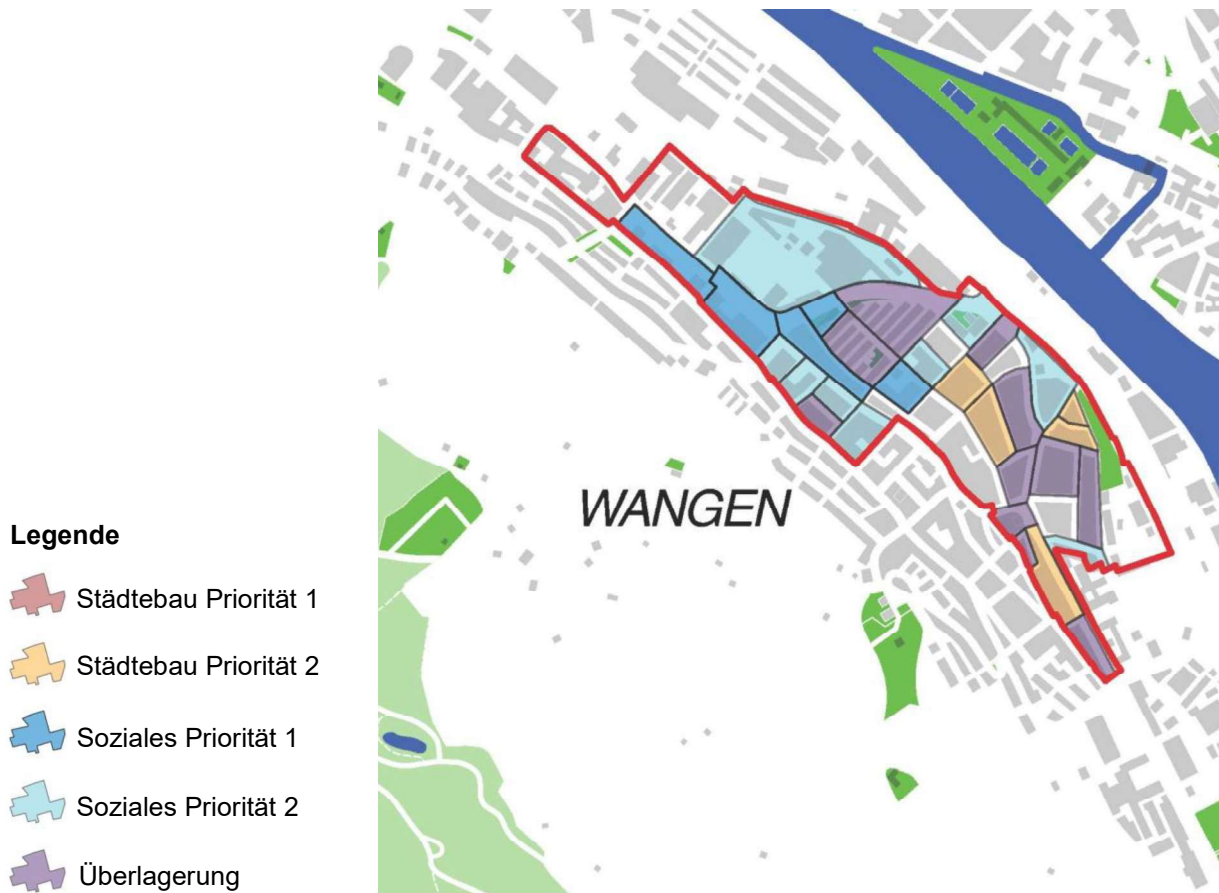 WANGEN
Legende
Städtebau Priorität 1
Städtebau Priorität 2
Soziales Priorität 1
Soziales Priorität 2
Überlagerung